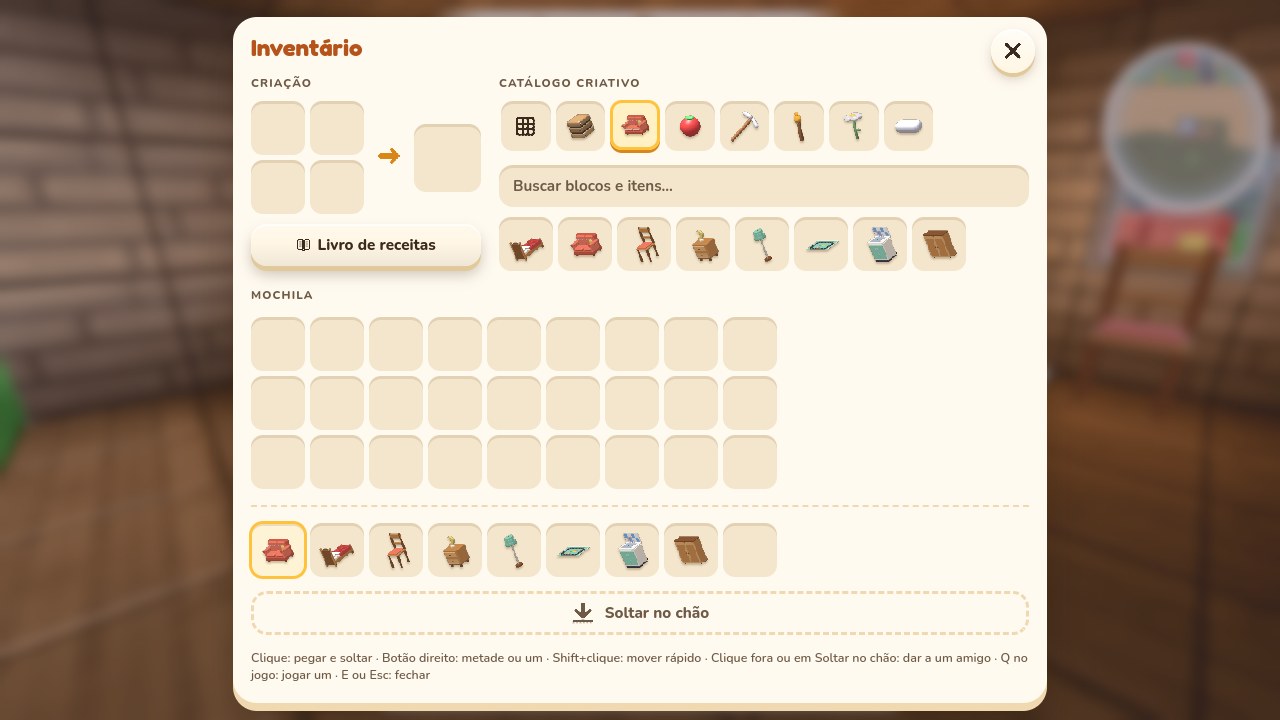 Inventário
CRIAÇÃO
CATÁLOGO CRIATIVO
Buscar blocos e itens...
Livro de receitas
MOCHILA
Soltar no chão
Clique: pegar e soltar · Botão direito: metade ou um · Shift+clique: mover rápido · Clique fora ou em Soltar no chão: dar a um amigo · Q no
jogo: jogar um · E ou Esc: fechar